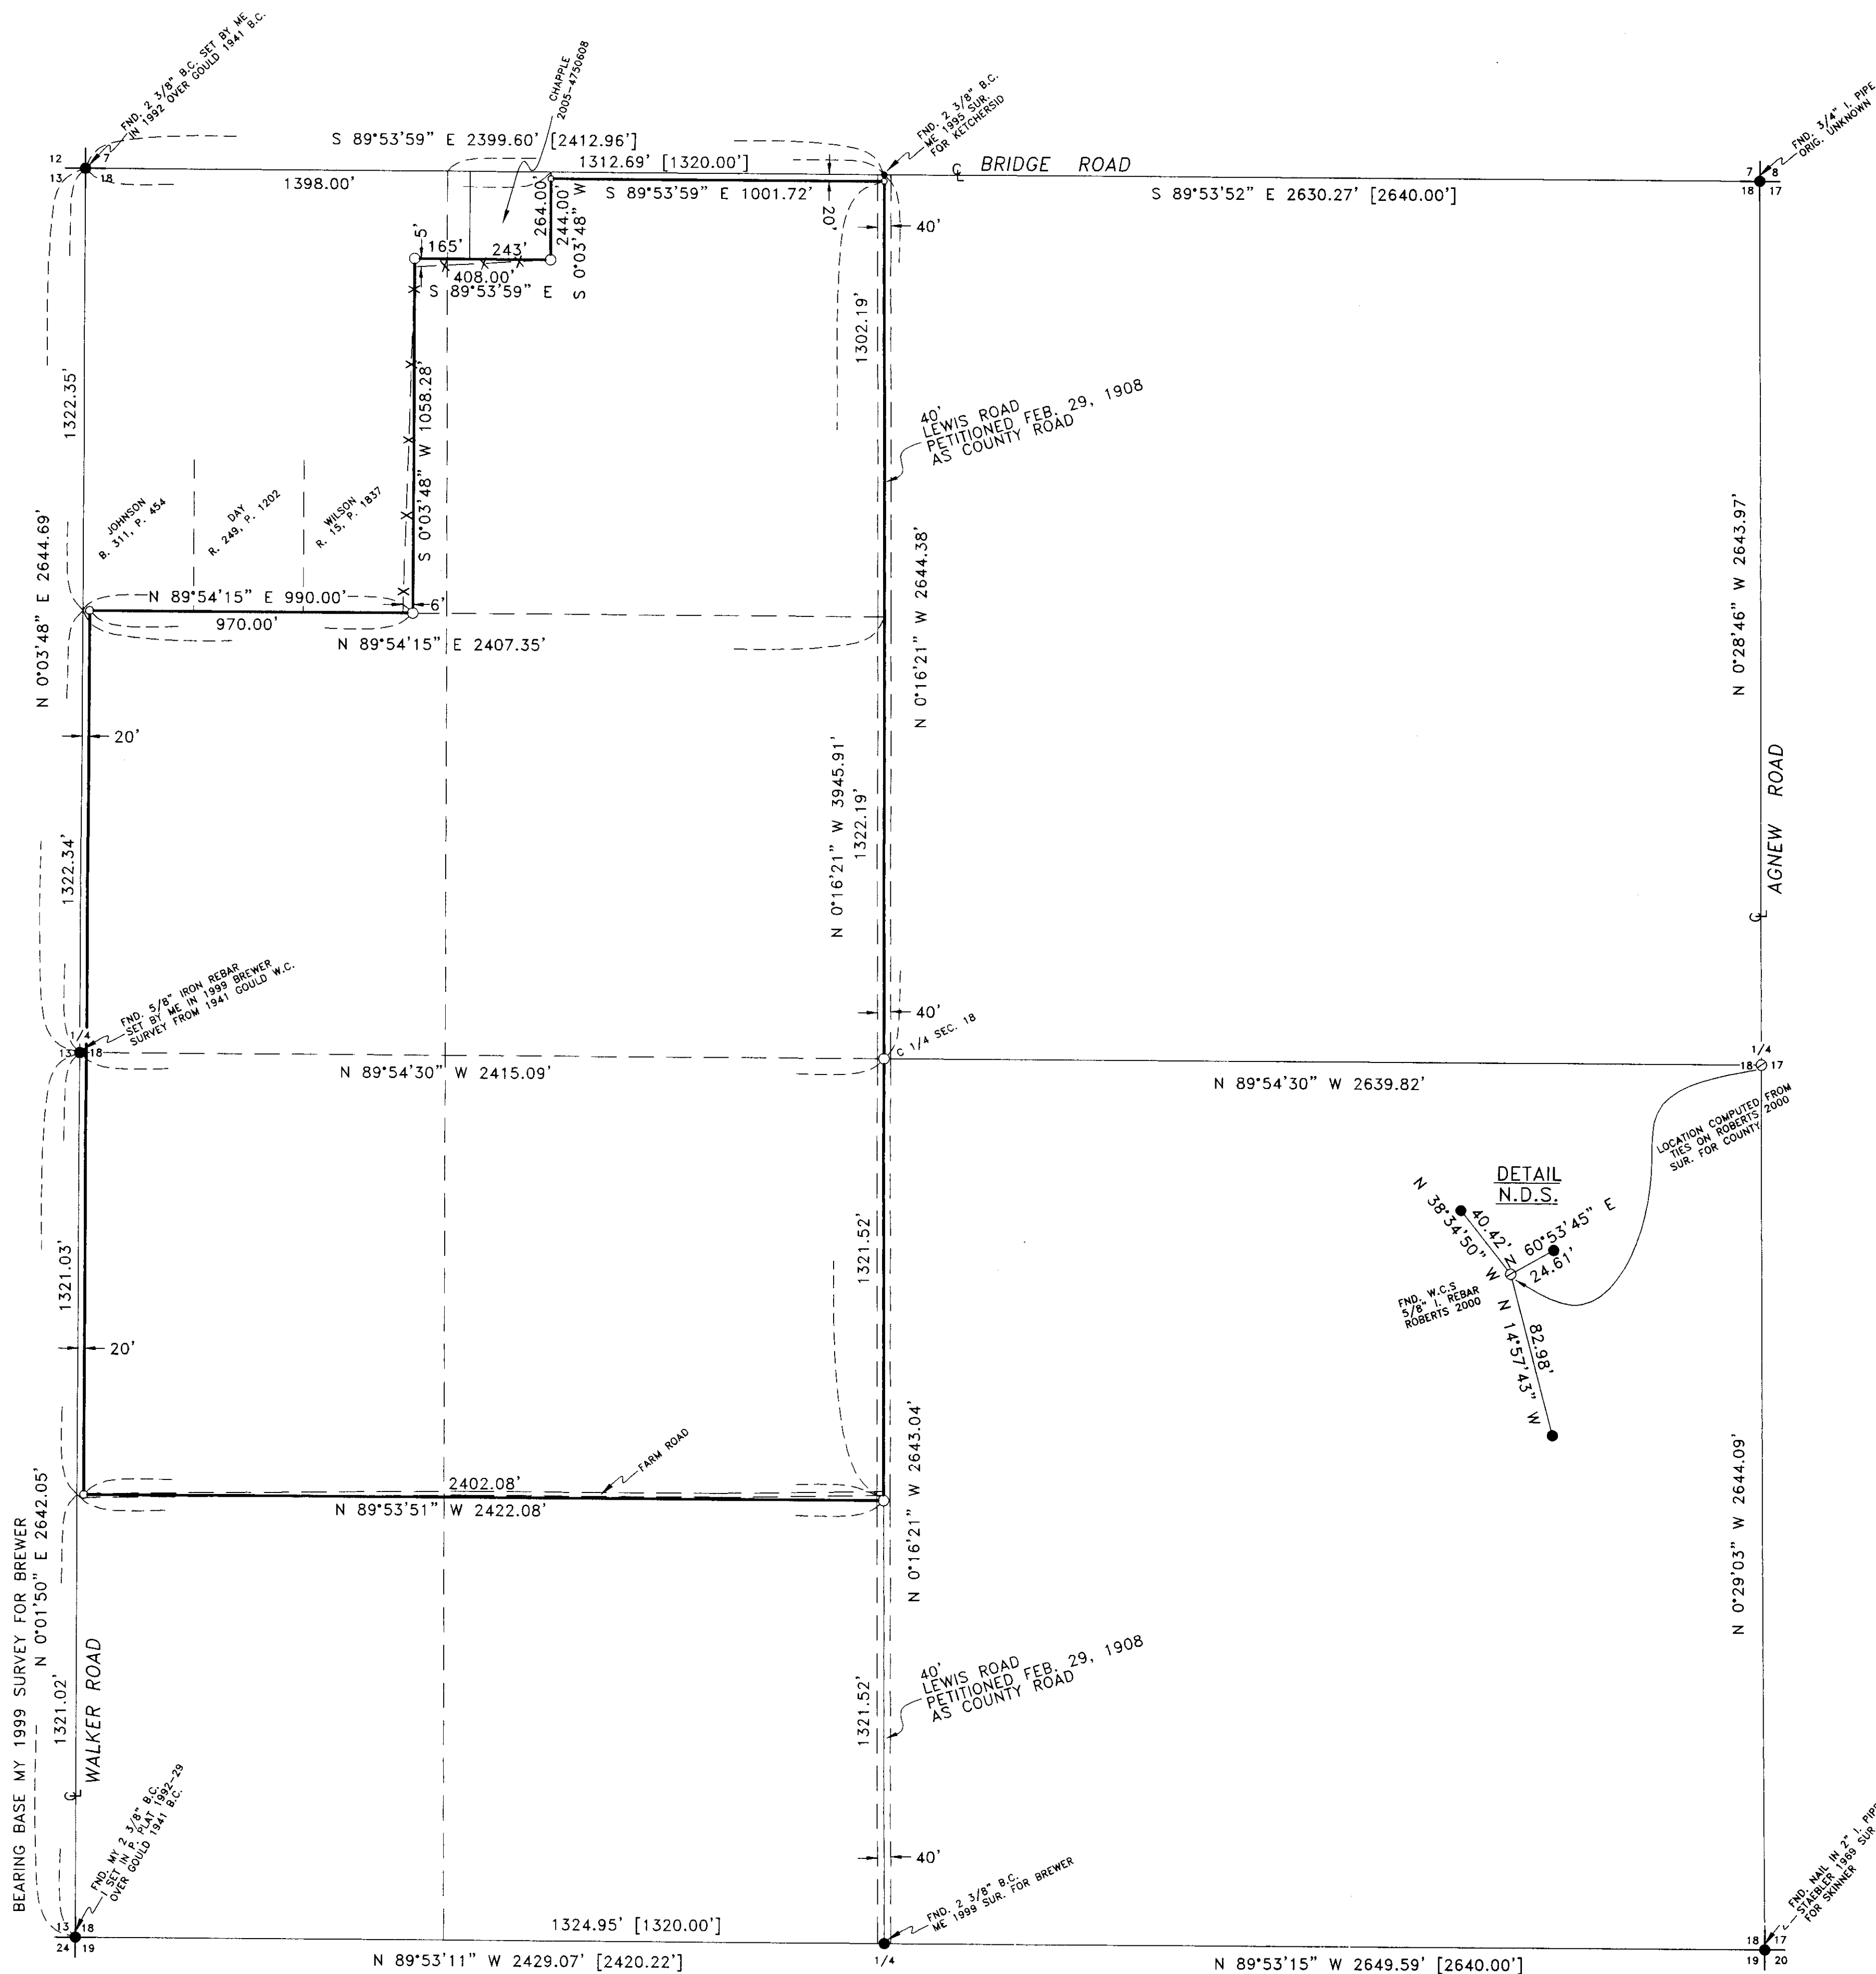 FND. 2 3/8" B.C. SET BY ME
IN 1992 OVER GOULD 1941 B.C.
CHAPPLE
2005-4750608
FND. 2 3/8" B.C.
ME 1995 SUR.
FOR KETCHERSID
FND. 3/4" I. PIPE
ORIG. UNKNOWN
S 89°53'59" E 2399.60' [2412.96']
12 7
13 18
1398.00'
1312.69' [1320.00']
S 89°53'59" E 1001.72'
℄ BRIDGE ROAD
S 89°53'52" E 2630.27' [2640.00']
7 8
18 17
264.00'
244.00'
S 0°03'48" W
20'
40'
5'
165'
243'
408.00'
S 89°53'59" E
1322.35'
S 0°03'48" W 1058.28'
1302.19'
40'
LEWIS ROAD
PETITIONED FEB. 29, 1908
AS COUNTY ROAD
JOHNSON
B. 311, P. 454
DAY
R. 249, P. 1202
WILSON
R. 15, P. 1837
N 0°03'48" E 2644.69'
N 0°16'21" W 2644.38'
N 0°28'46" W 2643.97'
N 89°54'15" E 990.00'
6'
970.00'
N 89°54'15" E 2407.35'
20'
N 0°16'21" W 3945.91'
1322.19'
℄ AGNEW ROAD
1322.34'
FND. 5/8" IRON REBAR
SET BY ME IN 1999 BREWER
SURVEY FROM 1941 GOULD W.C.
40'
1/4
13 18
C 1/4 SEC. 18
1/4
18 17
N 89°54'30" W 2415.09'
N 89°54'30" W 2639.82'
LOCATION COMPUTED FROM
TIES ON ROBERTS 2000
SUR. FOR COUNTY
DETAIL
N.D.S.
N 38°34'50" W
40.42'
N 60°53'45" E
24.61'
FND. W.C.S
5/8" I. REBAR
ROBERTS 2000
N 14°57'43" W
82.98'
1321.03'
1321.52'
20'
FARM ROAD
2402.08'
N 89°53'51" W 2422.08'
N 0°16'21" W 2643.04'
N 0°29'03" W 2644.09'
BEARING BASE MY 1999 SURVEY FOR BREWER
N 0°01'50" E 2642.05'
1321.02'
℄ WALKER ROAD
1321.52'
40'
LEWIS ROAD
PETITIONED FEB. 29, 1908
AS COUNTY ROAD
FND. MY 2 3/8" B.C.
I SET IN P. PLAT 1992-29
OVER GOULD 1941 B.C.
40'
FND. 2 3/8" B.C.
ME 1999 SUR. FOR BREWER
FND. NAIL IN 2" I. PIPE
STAEBLER 1969 SUR
FOR SKINNER
13 18
24 19
1324.95' [1320.00']
N 89°53'11" W 2429.07' [2420.22']
1/4
N 89°53'15" W 2649.59' [2640.00']
18 17
19 20